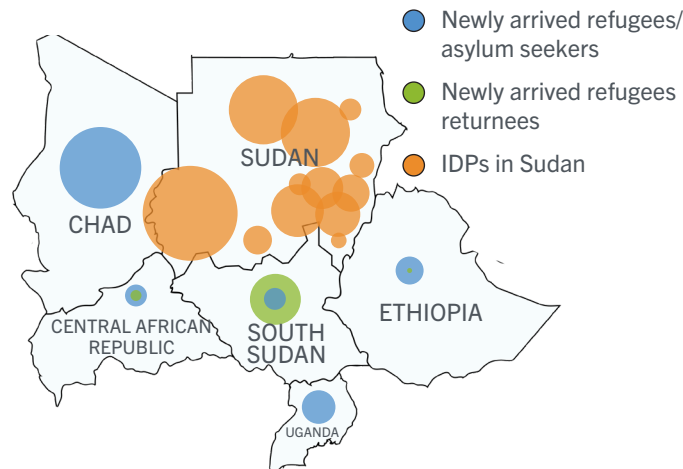 Newly arrived refugees/
asylum seekers
Newly arrived refugees
returnees
IDPs in Sudan
SUDAN
CHAD
ETHIOPIA
CENTRAL AFRICAN
REPUBLIC
SOUTH
SUDAN
UGANDA